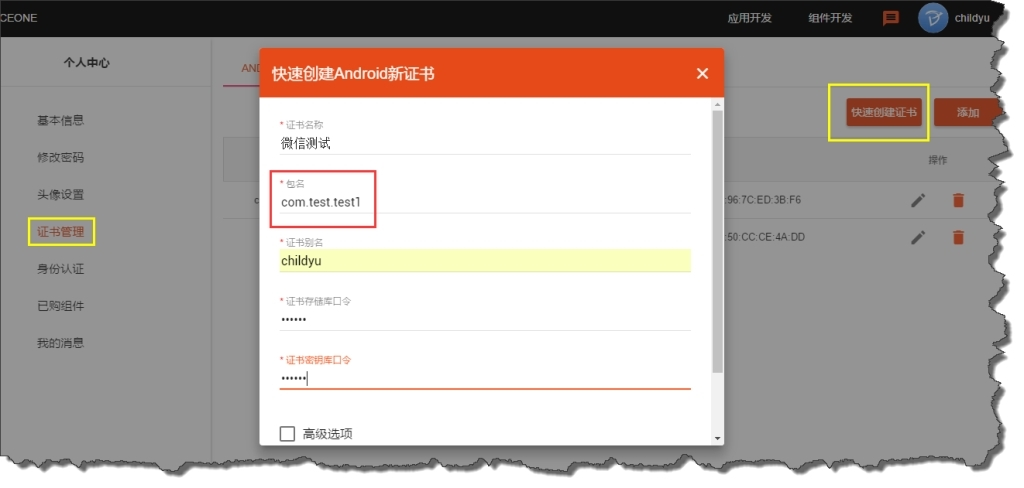 CEONE 应用开发 组件开发 childyu
个人中心
基本信息
修改密码
头像设置
证书管理
身份认证
已购组件
我的消息
AND
快速创建证书 添加
操作
96:7C:ED:3B:F6
50:CC:CE:4A:DD
快速创建Android新证书
* 证书名称
微信测试
* 包名
com.test.test1
* 证书别名
childyu
* 证书存储库口令
••••••
* 证书密钥库口令
••••••
高级选项